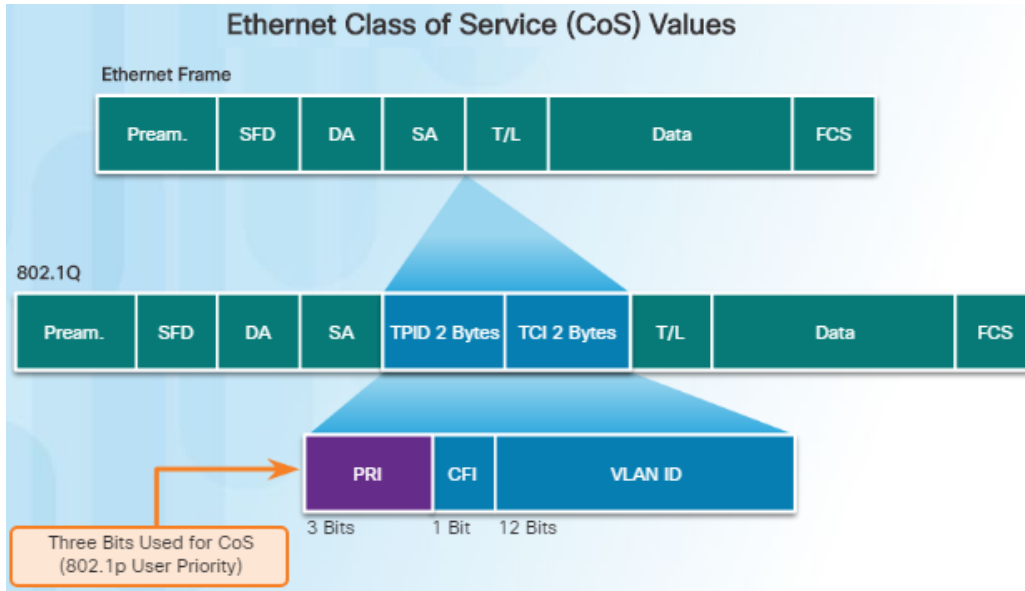 Ethernet Class of Service (CoS) Values
Ethernet Frame
Pream. SFD DA SA T/L Data FCS
802.1Q
Pream. SFD DA SA TPID 2 Bytes TCI 2 Bytes T/L Data FCS
PRI CFI VLAN ID
3 Bits 1 Bit 12 Bits
Three Bits Used for CoS
(802.1p User Priority)